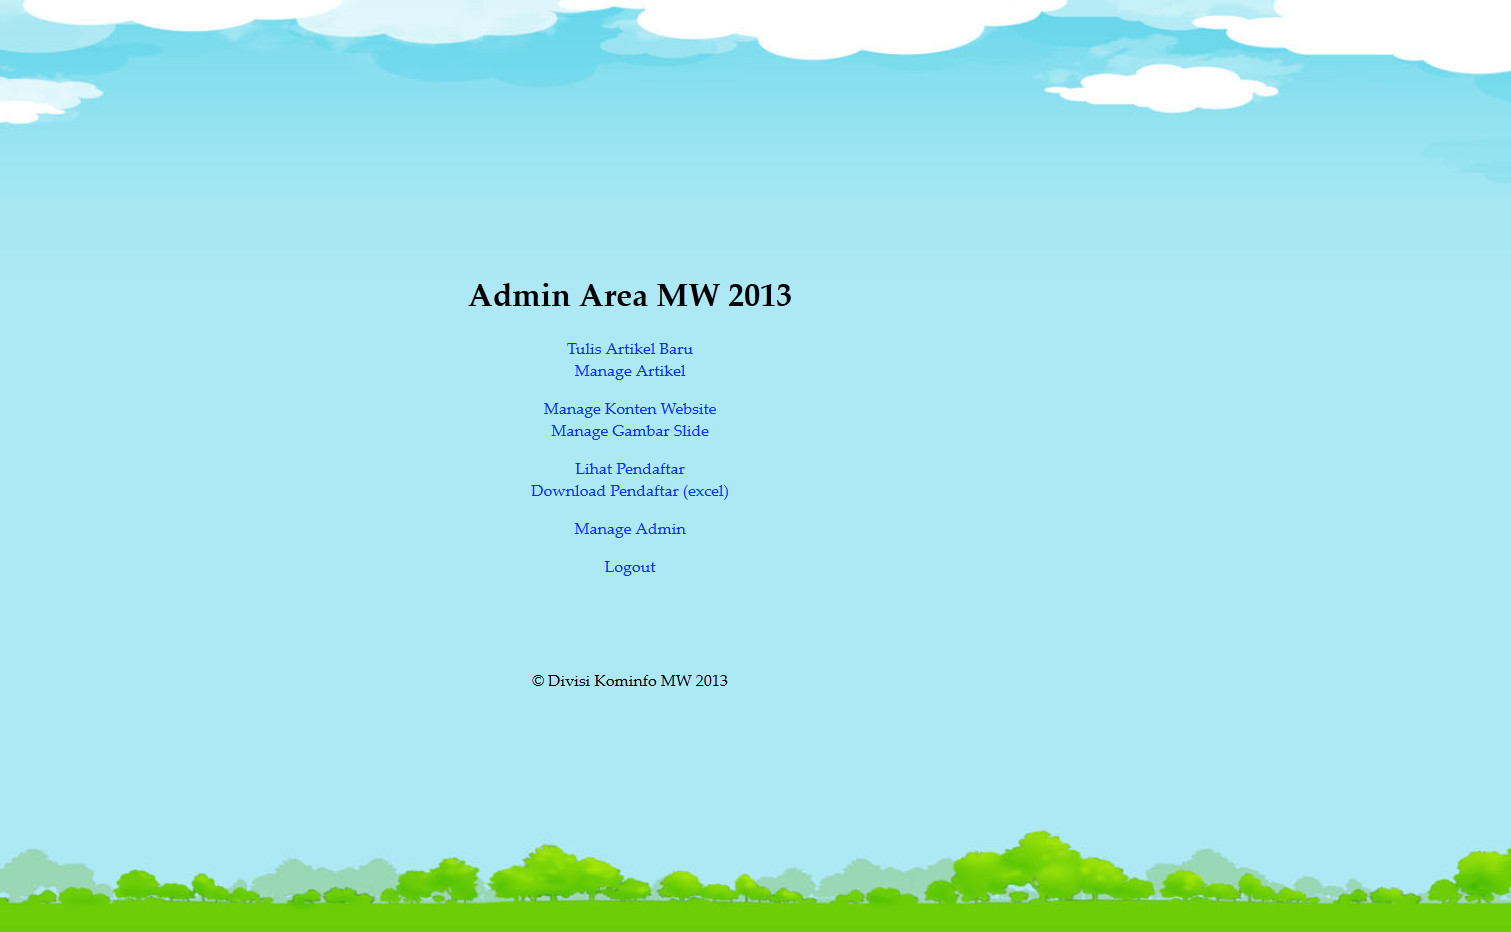 Admin Area MW 2013
Tulis Artikel Baru
Manage Artikel
Manage Konten Website
Manage Gambar Slide
Lihat Pendaftar
Download Pendaftar (excel)
Manage Admin
Logout
© Divisi Kominfo MW 2013